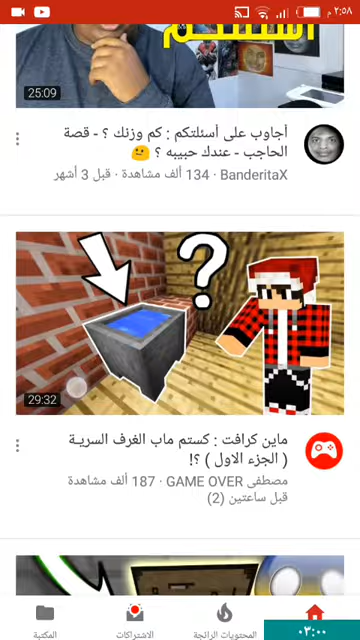 ٢:٥٨ م
أسئلتكم
25:09
أجاوب على أسئلتكم : كم وزنك ؟ - قصة
الحاجب - عندك حبيبه ؟
BanderitaX · 134 ألف مشاهدة · قبل 3 أشهر
?
29:32
ماين كرافت : كستم ماب الغرف السرية
( الجزء الاول ) ؟!
مصطفى GAME OVER · 187 ألف مشاهدة
قبل ساعتين (2)
المحتويات الرائجة
الاشتراكات
المكتبة
٠٣:٠٠